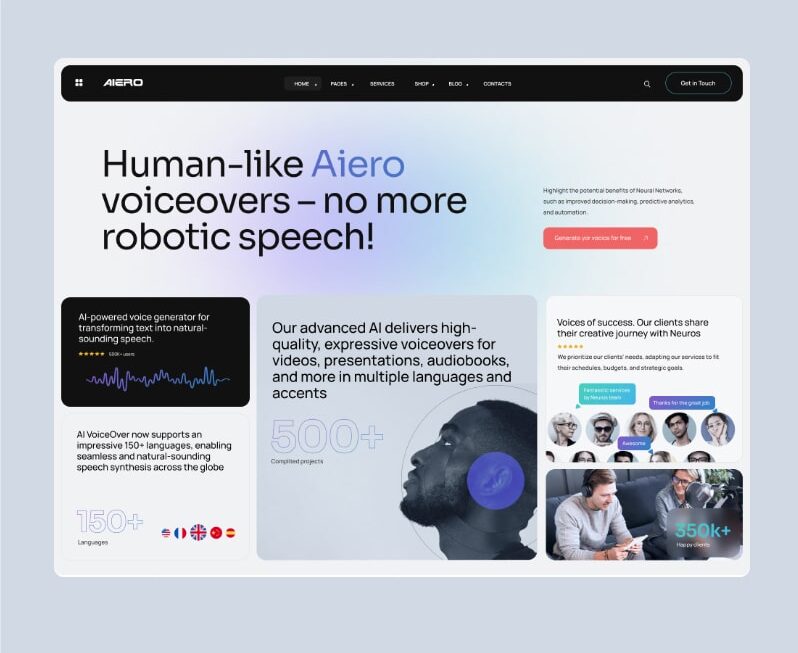 AIERO
HOME
PAGES
SERVICES
SHOP
BLOG
CONTACTS
Get in Touch
Human-like Aiero
voiceovers – no more
robotic speech!
Highlight the potential benefits of Neural Networks,
such as improved decision-making, predictive analytics,
and automation.
Generate yor vocios for free
AI-powered voice generator for
transforming text into natural-
sounding speech.
users
AI VoiceOver now supports an
impressive 150+ languages, enabling
seamless and natural-sounding
speech synthesis across the globe
150+
Languages
Our advanced AI delivers high-
quality, expressive voiceovers for
videos, presentations, audiobooks,
and more in multiple languages and
accents
500+
Complited projects
Voices of success. Our clients share
their creative journey with Neuros
We prioritize our clients' needs, adapting our services to fit
their schedules, budgets, and strategic goals.
Fantastic services
by Neuros team
Thanks for the great job
Awesome
350k+
Happy clients